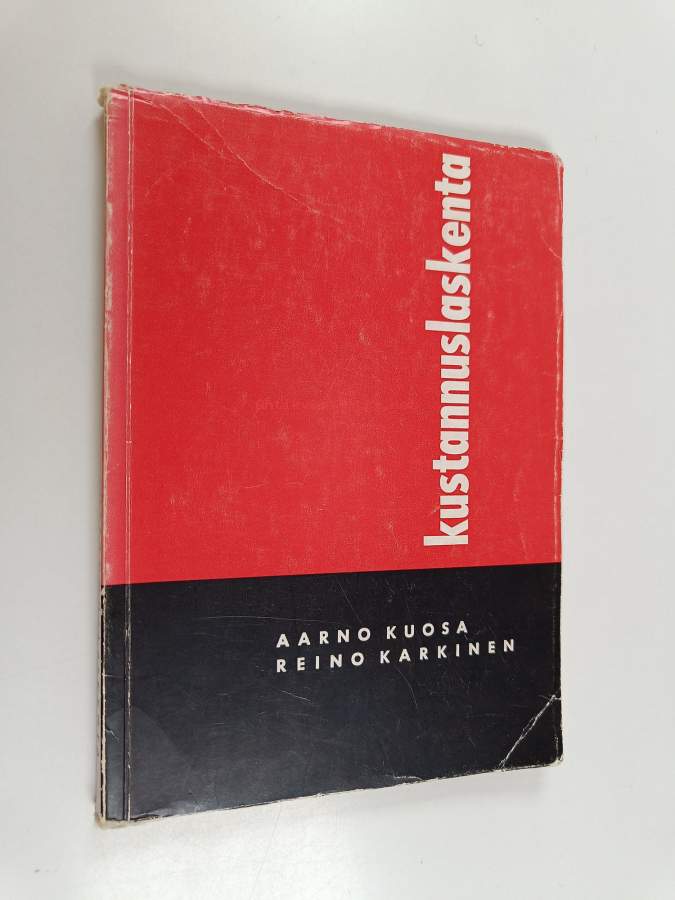 kustannuslaskenta
AARNO KUOSA
REINO KARKINEN